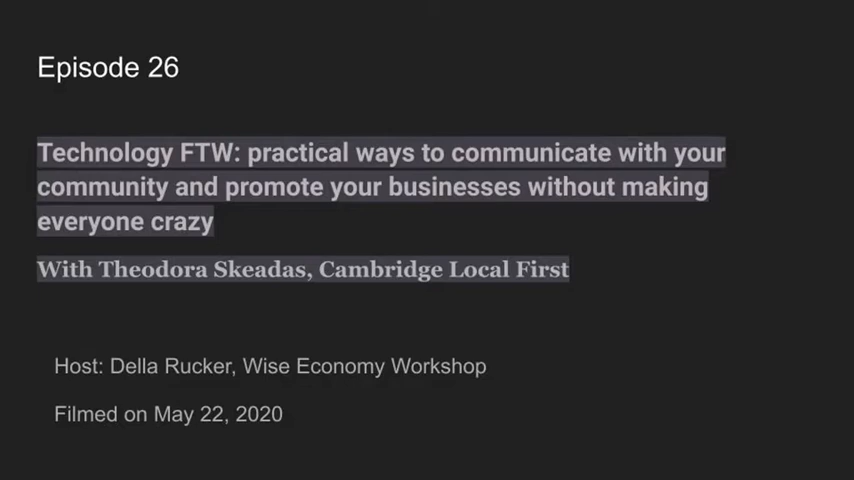 Episode 26
Technology FTW: practical ways to communicate with your
community and promote your businesses without making
everyone crazy
With Theodora Skeadas, Cambridge Local First
Host: Della Rucker, Wise Economy Workshop
Filmed on May 22, 2020